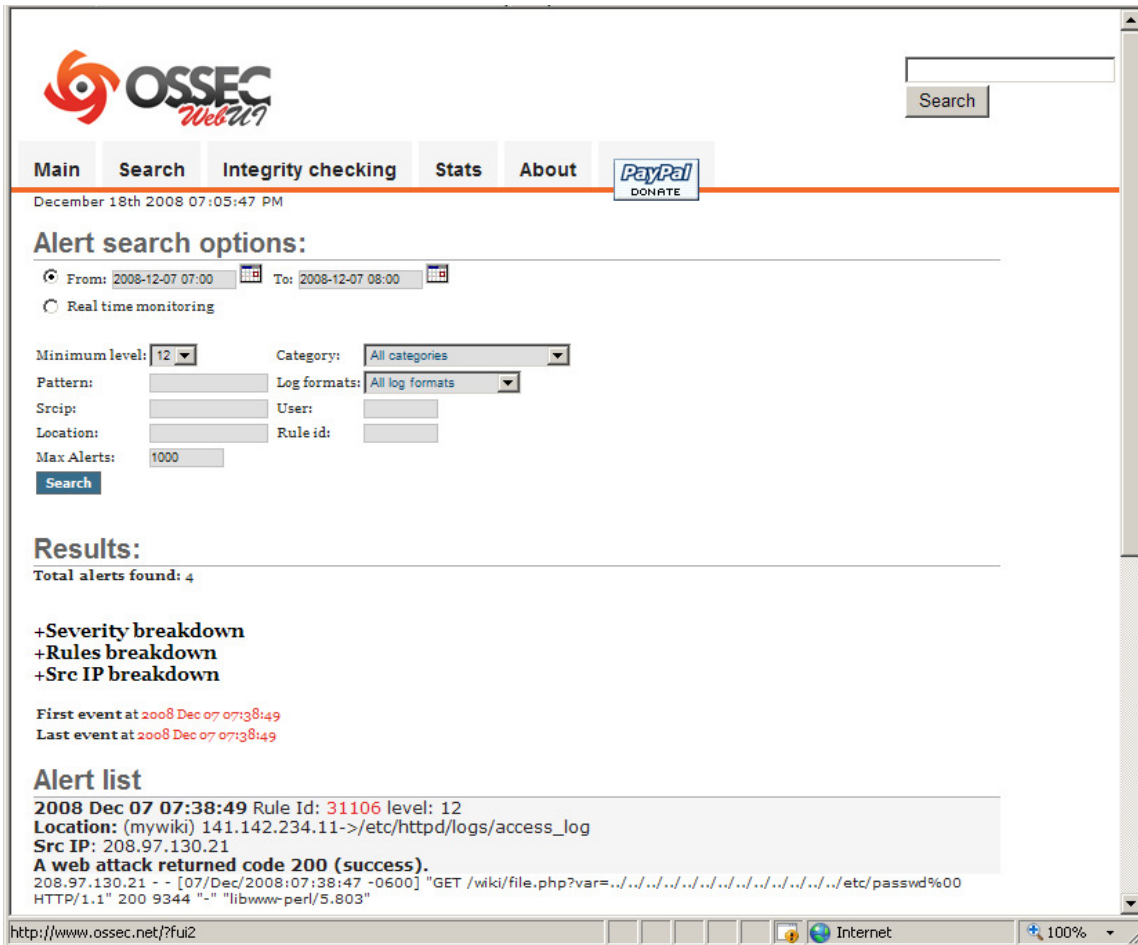 OSSEC
WebUI
Search
Main Search Integrity checking Stats About PayPal
DONATE
December 18th 2008 07:05:47 PM
Alert search options:
From: 2008-12-07 07:00 To: 2008-12-07 08:00
Real time monitoring
Minimum level: 12 Category: All categories
Pattern: Log formats: All log formats
Srcip: User:
Location: Rule id:
Max Alerts: 1000
Search
Results:
Total alerts found: 4
+Severity breakdown
+Rules breakdown
+Src IP breakdown
First event at 2008 Dec 07 07:38:49
Last event at 2008 Dec 07 07:38:49
Alert list
2008 Dec 07 07:38:49 Rule Id: 31106 level: 12
Location: (mywiki) 141.142.234.11->/etc/httpd/logs/access_log
Src IP: 208.97.130.21
A web attack returned code 200 (success).
208.97.130.21 - - [07/Dec/2008:07:38:47 -0600] "GET /wiki/file.php?var=../../../../../../../../../../../../../etc/passwd%00
HTTP/1.1" 200 9344 "-" "libwww-perl/5.803"
http://www.ossec.net/?fui2 Internet 100%